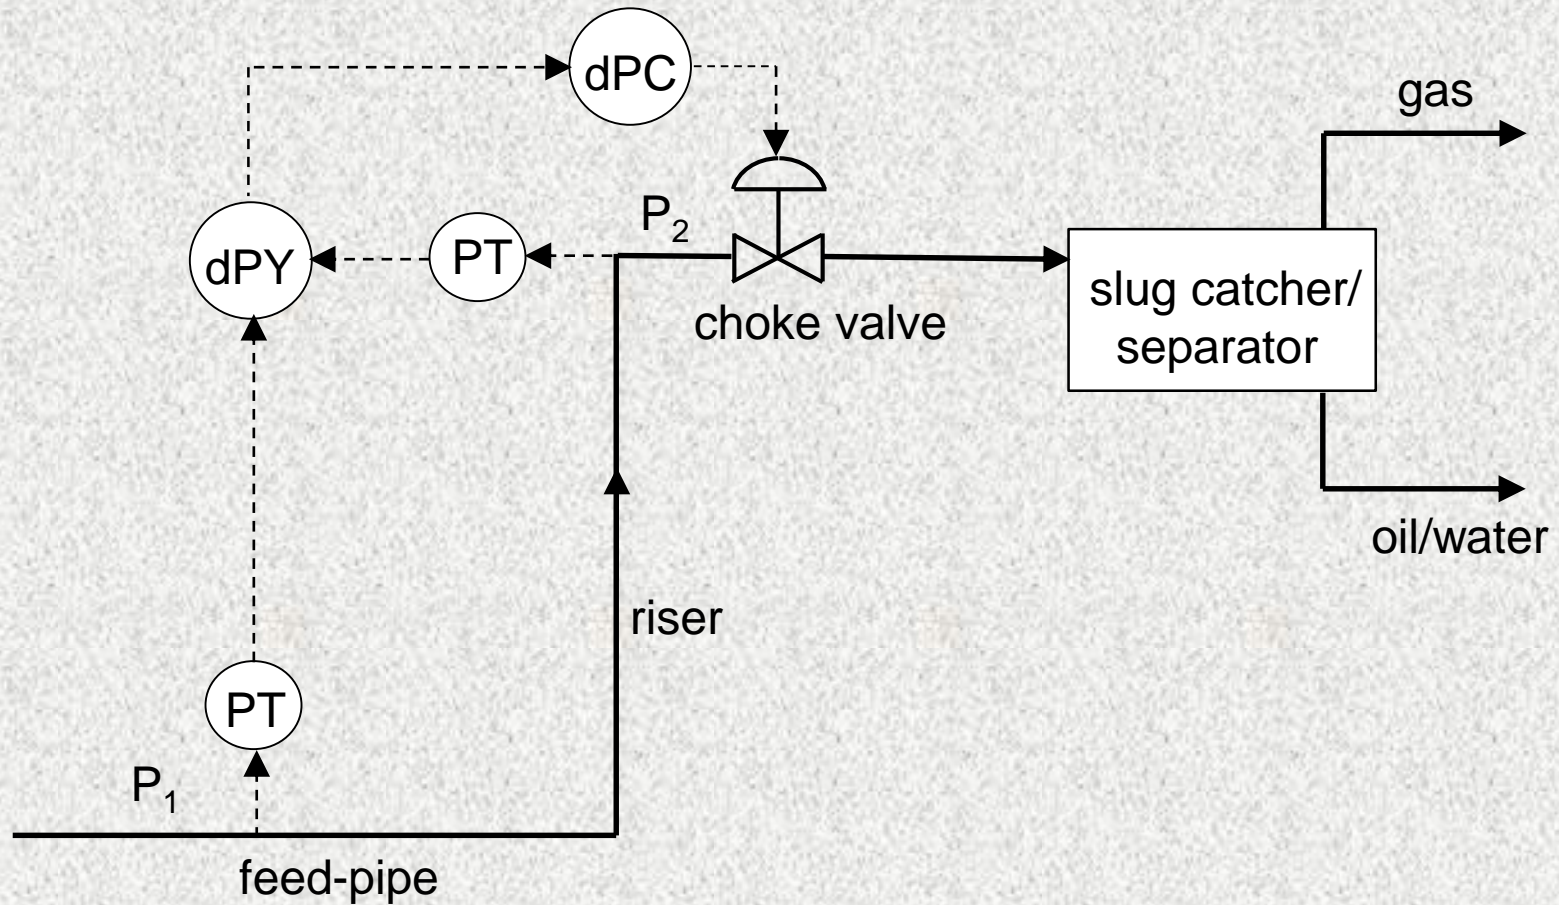 dPC
gas
P₂
dPY
PT
slug catcher/
separator
choke valve
oil/water
riser
PT
P₁
feed-pipe